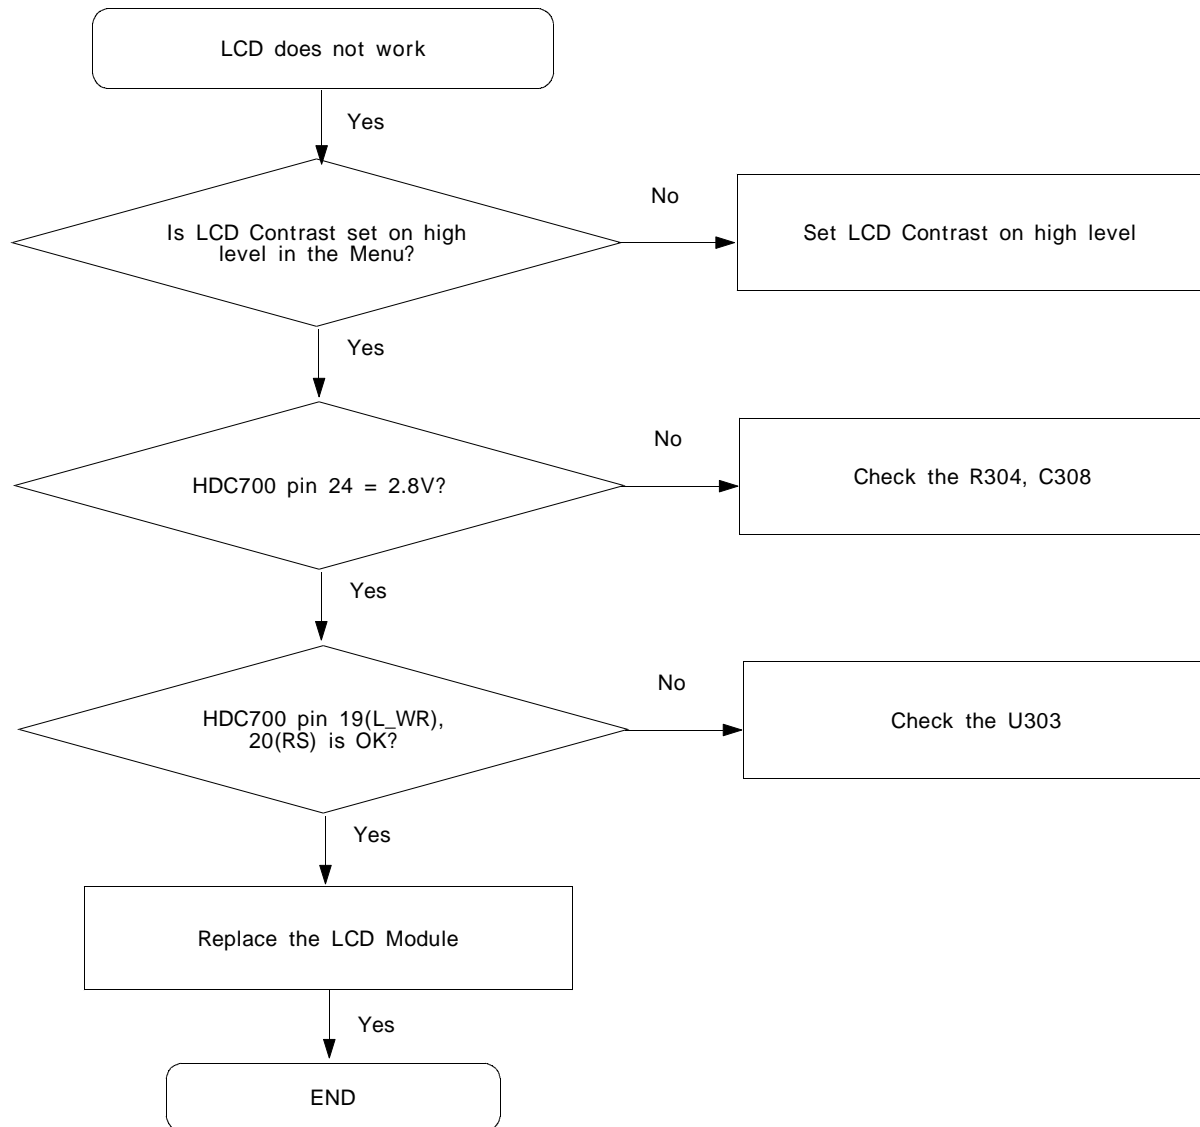 LCD does not work
Yes
Is LCD Contrast set on high
level in the Menu?
No
Set LCD Contrast on high level
Yes
HDC700 pin 24 = 2.8V?
No
Check the R304, C308
Yes
HDC700 pin 19(L_WR),
20(RS) is OK?
No
Check the U303
Yes
Replace the LCD Module
Yes
END